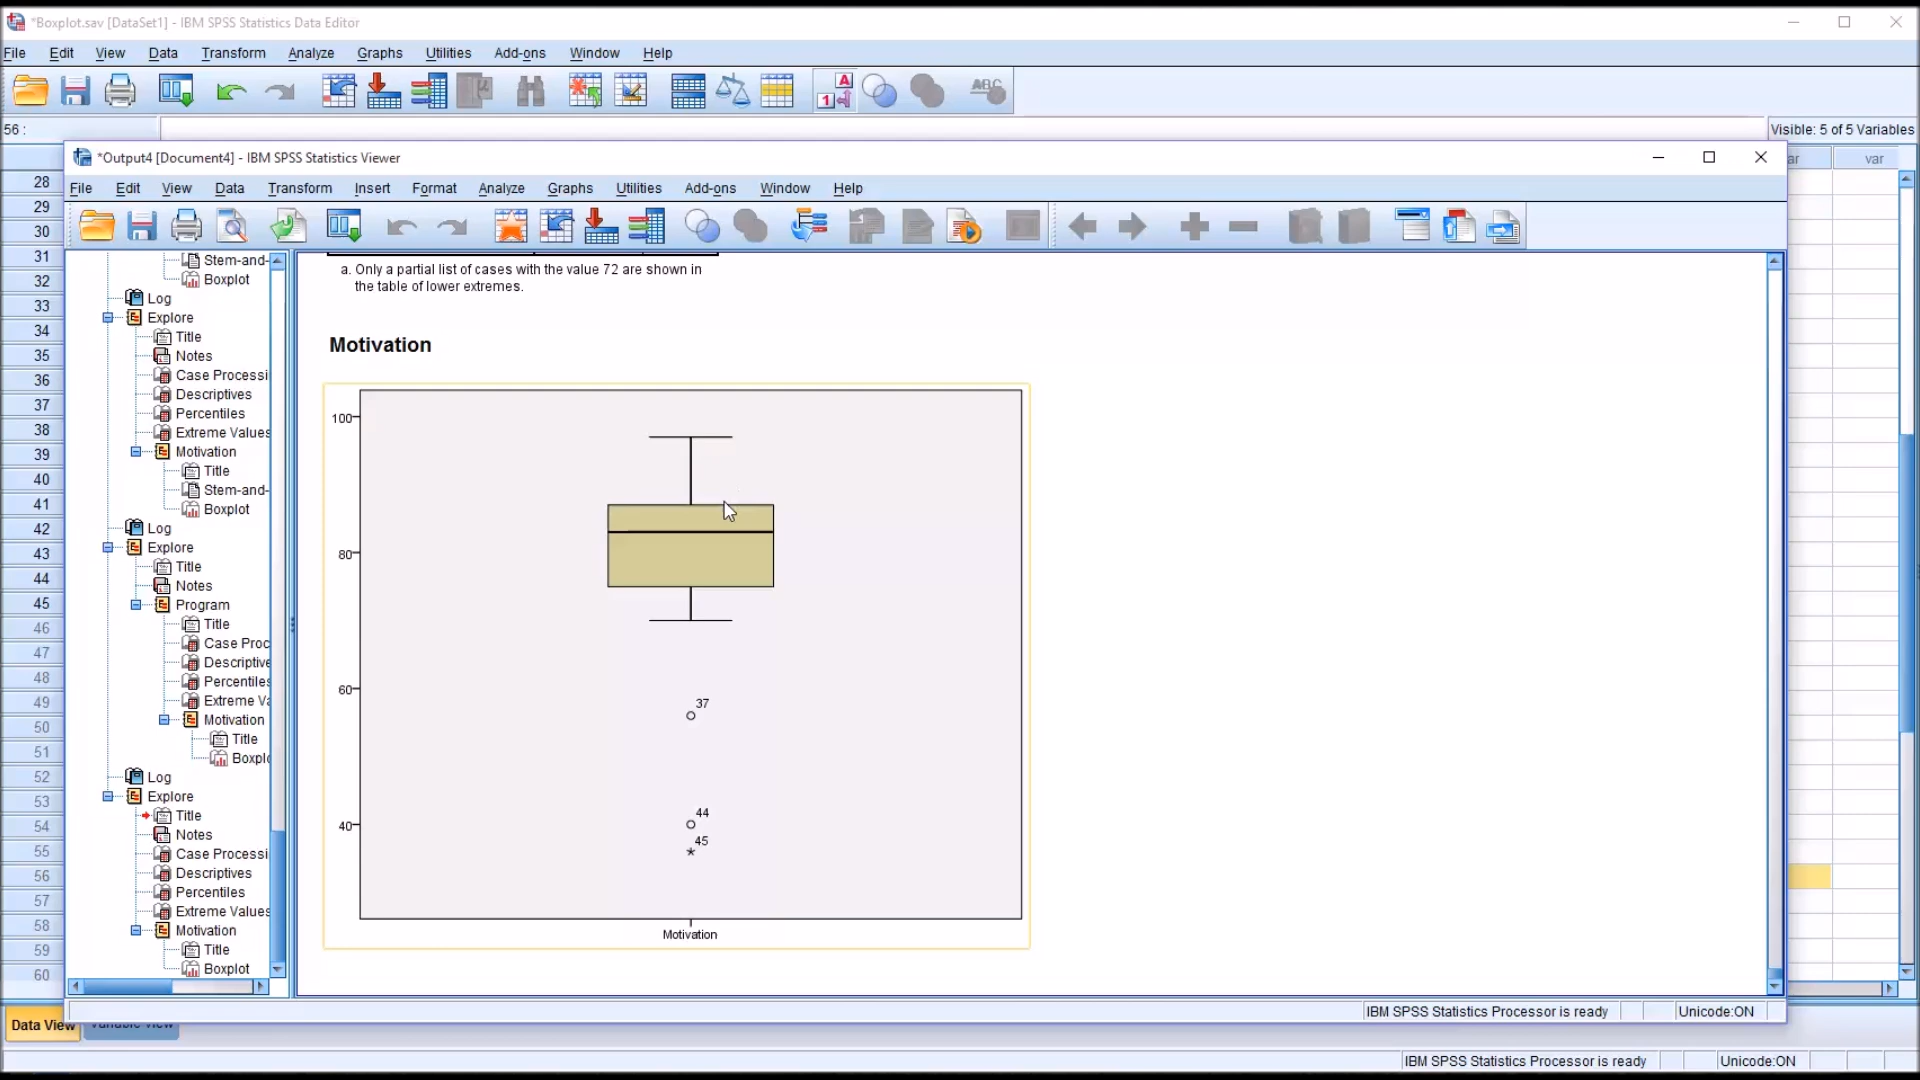 *Boxplot.sav [DataSet1] - IBM SPSS Statistics Data Editor
File Edit View Data Transform Analyze Graphs Utilities Add-ons Window Help
56 :
Visible: 5 of 5 Variables
*Output4 [Document4] - IBM SPSS Statistics Viewer
var
File Edit View Data Transform Insert Format Analyze Graphs Utilities Add-ons Window Help
28
29
30
31
32
33
34
35
36
37
38
39
40
41
42
43
44
45
46
47
48
49
50
51
52
53
54
55
56
57
58
59
60
Stem-and-
Boxplot
Log
Explore
Title
Notes
Case Processi
Descriptives
Percentiles
Extreme Values
Motivation
Title
Stem-and-
Boxplot
Log
Explore
Title
Notes
Program
Title
Case Proc
Descriptive
Percentiles
Extreme Va
Motivation
Title
Boxplo
Log
Explore
Title
Notes
Case Processi
Descriptives
Percentiles
Extreme Values
Motivation
Title
Boxplot
a. Only a partial list of cases with the value 72 are shown in
the table of lower extremes.
Motivation
100
80
60
40
37
44
45
*
Motivation
IBM SPSS Statistics Processor is ready Unicode:ON
Data View Variable View
IBM SPSS Statistics Processor is ready Unicode:ON